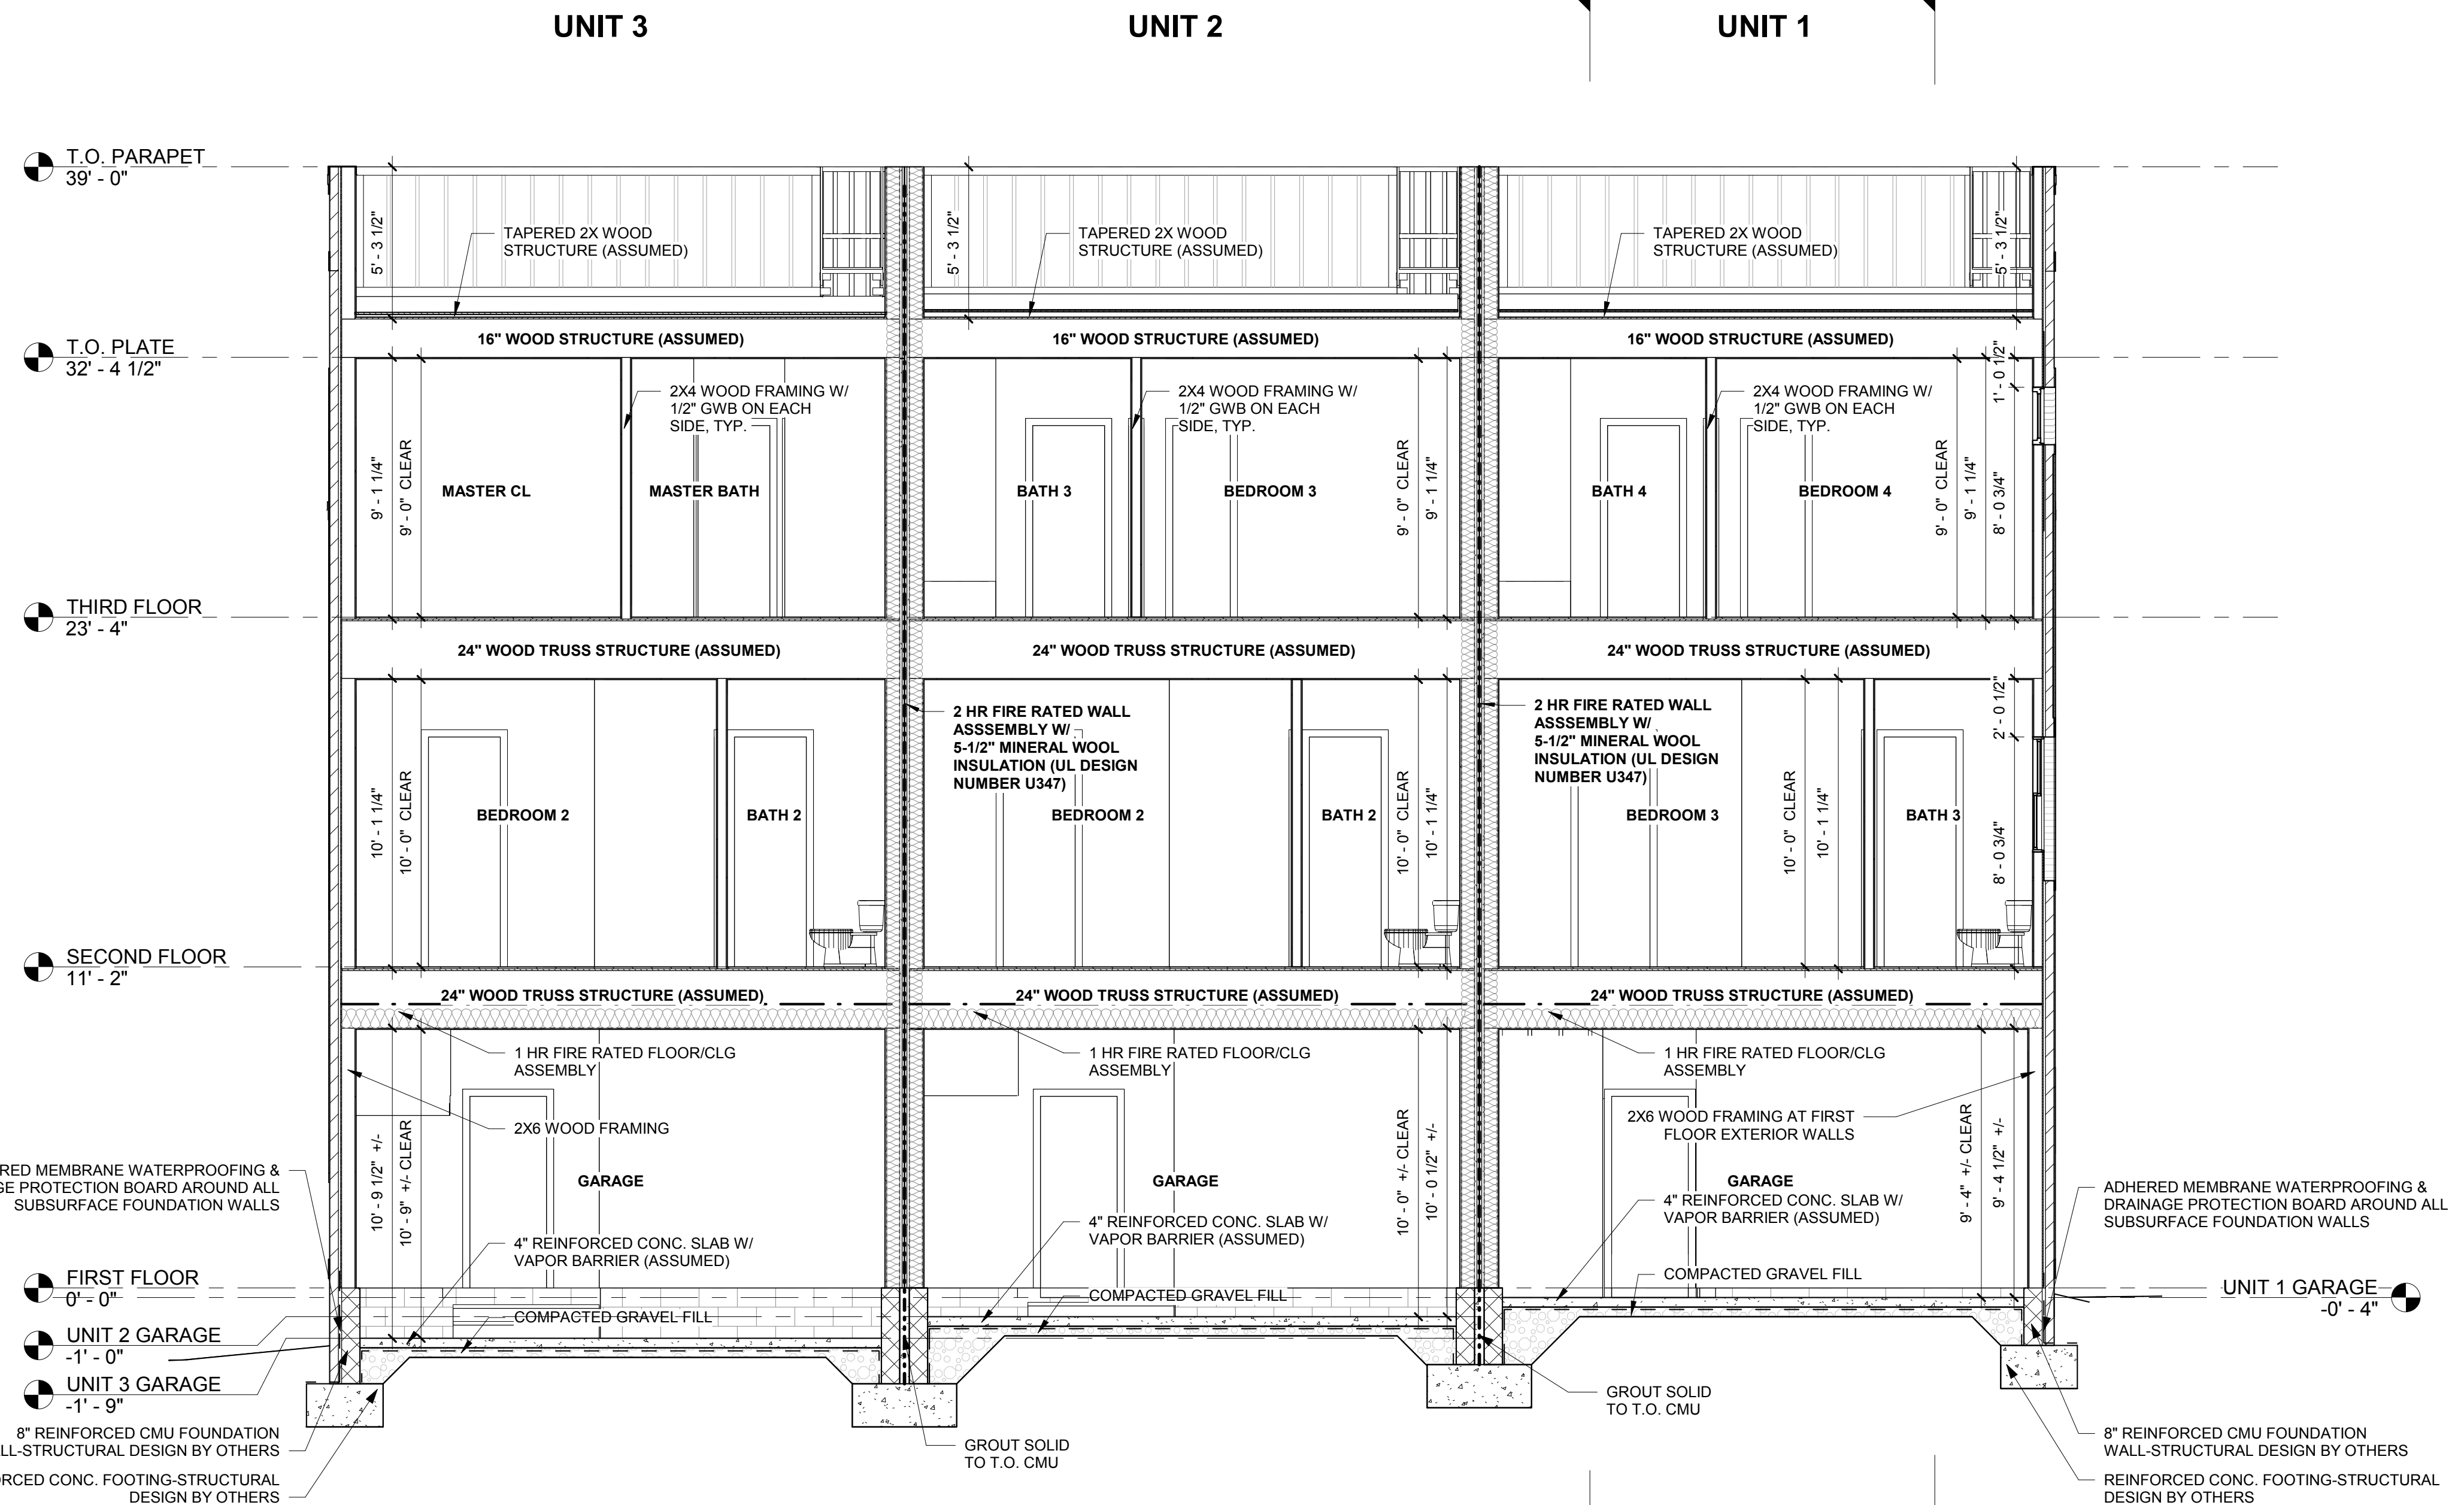 UNIT 3
UNIT 2
UNIT 1
T.O. PARAPET
39' - 0"
5' - 3 1/2"
TAPERED 2X WOOD
STRUCTURE (ASSUMED)
5' - 3 1/2"
TAPERED 2X WOOD
STRUCTURE (ASSUMED)
TAPERED 2X WOOD
STRUCTURE (ASSUMED)
5' - 3 1/2"
16" WOOD STRUCTURE (ASSUMED)
16" WOOD STRUCTURE (ASSUMED)
16" WOOD STRUCTURE (ASSUMED)
T.O. PLATE
32' - 4 1/2"
1' - 0 1/2"
2X4 WOOD FRAMING W/
1/2" GWB ON EACH
SIDE, TYP.
2X4 WOOD FRAMING W/
1/2" GWB ON EACH
SIDE, TYP.
2X4 WOOD FRAMING W/
1/2" GWB ON EACH
SIDE, TYP.
9' - 1 1/4"
9' - 0" CLEAR
MASTER CL
MASTER BATH
BATH 3
BEDROOM 3
9' - 0" CLEAR
9' - 1 1/4"
BATH 4
BEDROOM 4
9' - 0" CLEAR
9' - 1 1/4"
8' - 0 3/4"
THIRD FLOOR
23' - 4"
24" WOOD TRUSS STRUCTURE (ASSUMED)
24" WOOD TRUSS STRUCTURE (ASSUMED)
24" WOOD TRUSS STRUCTURE (ASSUMED)
2' - 0 1/2"
2 HR FIRE RATED WALL
ASSSEMBLY W/
5-1/2" MINERAL WOOL
INSULATION (UL DESIGN
NUMBER U347)
2 HR FIRE RATED WALL
ASSSEMBLY W/
5-1/2" MINERAL WOOL
INSULATION (UL DESIGN
NUMBER U347)
10' - 1 1/4"
10' - 0" CLEAR
BEDROOM 2
BATH 2
BEDROOM 2
BATH 2
10' - 0" CLEAR
10' - 1 1/4"
BEDROOM 3
10' - 0" CLEAR
10' - 1 1/4"
BATH 3
8' - 0 3/4"
SECOND FLOOR
11' - 2"
24" WOOD TRUSS STRUCTURE (ASSUMED)
24" WOOD TRUSS STRUCTURE (ASSUMED)
24" WOOD TRUSS STRUCTURE (ASSUMED)
1 HR FIRE RATED FLOOR/CLG
ASSEMBLY
1 HR FIRE RATED FLOOR/CLG
ASSEMBLY
1 HR FIRE RATED FLOOR/CLG
ASSEMBLY
2X6 WOOD FRAMING
2X6 WOOD FRAMING AT FIRST
FLOOR EXTERIOR WALLS
10' - 9 1/2" +/-
10' - 9" +/- CLEAR
GARAGE
GARAGE
10' - 0" +/- CLEAR
10' - 0 1/2" +/-
GARAGE
9' - 4" +/- CLEAR
9' - 4 1/2" +/-
RED MEMBRANE WATERPROOFING &
GE PROTECTION BOARD AROUND ALL
SUBSURFACE FOUNDATION WALLS
4" REINFORCED CONC. SLAB W/
VAPOR BARRIER (ASSUMED)
4" REINFORCED CONC. SLAB W/
VAPOR BARRIER (ASSUMED)
4" REINFORCED CONC. SLAB W/
VAPOR BARRIER (ASSUMED)
ADHERED MEMBRANE WATERPROOFING &
DRAINAGE PROTECTION BOARD AROUND ALL
SUBSURFACE FOUNDATION WALLS
FIRST FLOOR
0' - 0"
COMPACTED GRAVEL FILL
COMPACTED GRAVEL FILL
COMPACTED GRAVEL FILL
UNIT 1 GARAGE
-0' - 4"
UNIT 2 GARAGE
-1' - 0"
UNIT 3 GARAGE
-1' - 9"
8" REINFORCED CMU FOUNDATION
ALL-STRUCTURAL DESIGN BY OTHERS
ORCED CONC. FOOTING-STRUCTURAL
DESIGN BY OTHERS
GROUT SOLID
TO T.O. CMU
GROUT SOLID
TO T.O. CMU
8" REINFORCED CMU FOUNDATION
WALL-STRUCTURAL DESIGN BY OTHERS
REINFORCED CONC. FOOTING-STRUCTURAL
DESIGN BY OTHERS